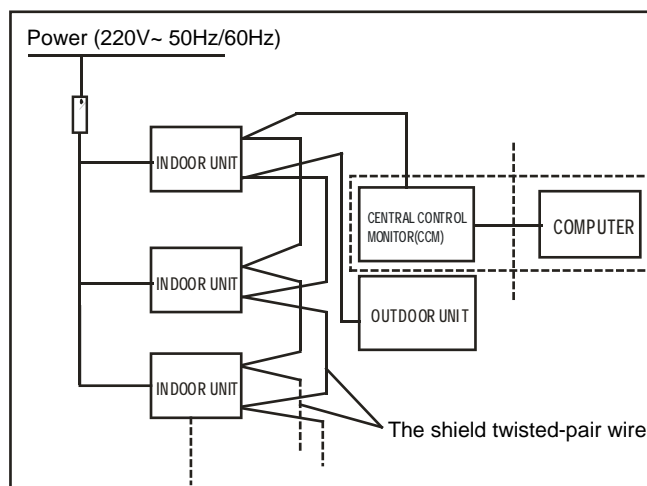 Power (220V~ 50Hz/60Hz)
INDOOR UNIT
CENTRAL CONTROL
MONITOR(CCM)
COMPUTER
INDOOR UNIT
OUTDOOR UNIT
INDOOR UNIT
The shield twisted-pair wire